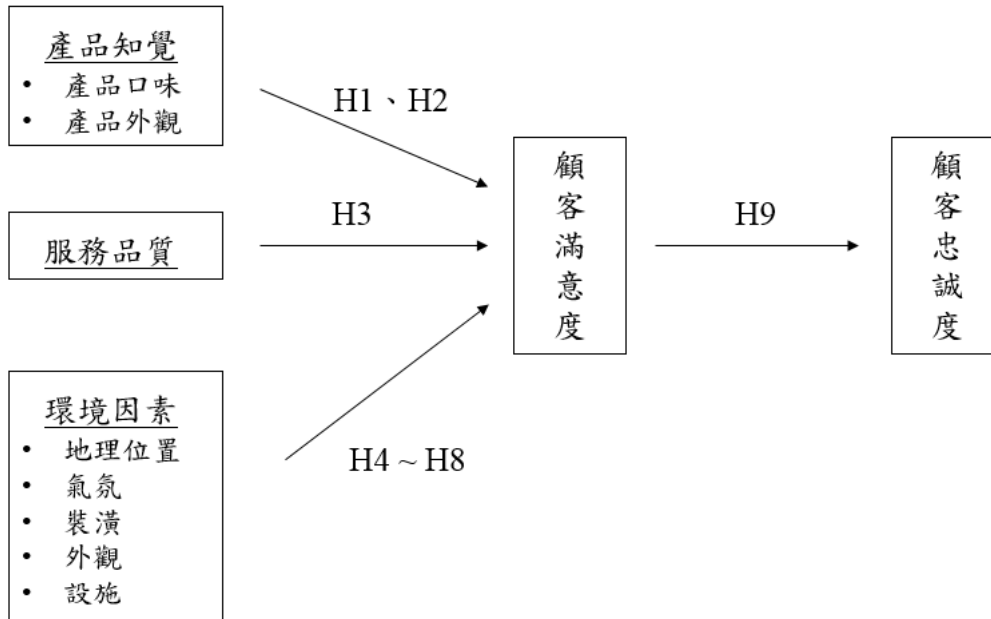 產品知覺
• 產品口味
• 產品外觀
H1、H2
服務品質
H3
環境因素
• 地理位置
• 氣氛
• 裝潢
• 外觀
• 設施
H4 ~ H8
顧客滿意度
H9
顧客忠誠度